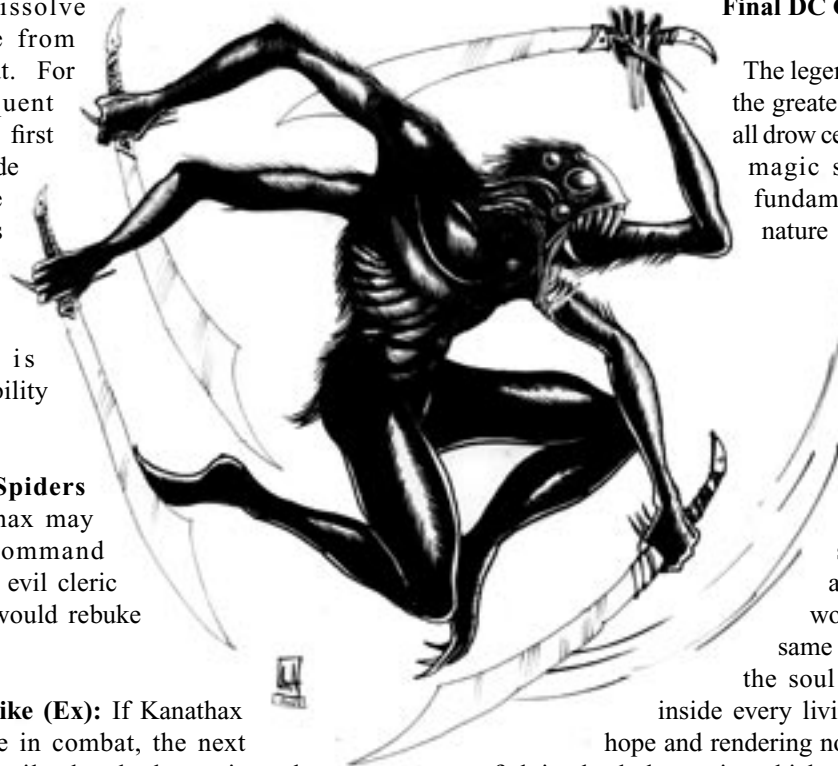 issolve
e from
t. For
quent
first
de
e
s
is
bility
Spiders
hax may
command
evil cleric
would rebuke
ike (Ex): If Kanathax
e in combat, the next
Final DC
The legen
the greate
all drow ce
magic s
fundam
nature
a
wo
same
the soul
inside every livi
hope and rendering no